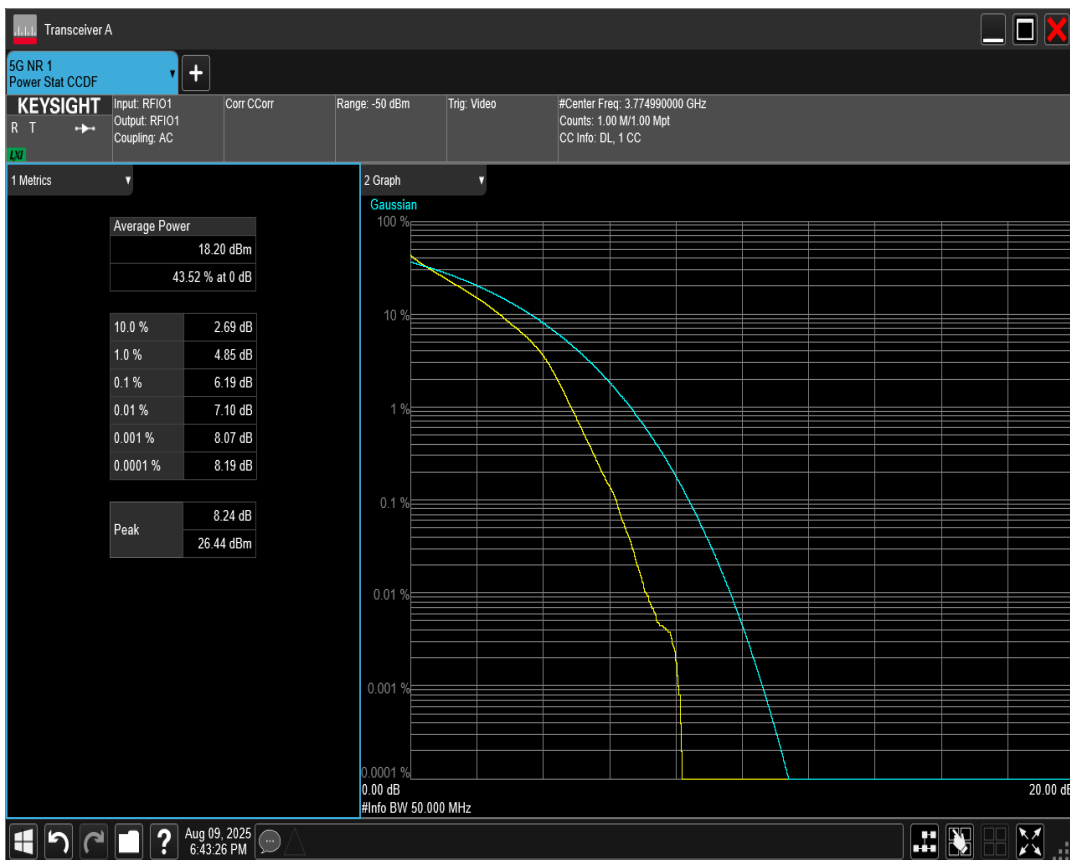 Transceiver A
5G NR 1
Power Stat CCDF
+
KEYSIGHT
R T
LXI
Input: RFIO1
Output: RFIO1
Coupling: AC
Corr CCorr
Range: -50 dBm
Trig: Video
#Center Freq: 3.774990000 GHz
Counts: 1.00 M/1.00 Mpt
CC Info: DL, 1 CC
1 Metrics
Average Power
18.20 dBm
43.52 % at 0 dB
10.0 % 2.69 dB
1.0 % 4.85 dB
0.1 % 6.19 dB
0.01 % 7.10 dB
0.001 % 8.07 dB
0.0001 % 8.19 dB
Peak
8.24 dB
26.44 dBm
2 Graph
Gaussian
100 %
10 %
1 %
0.1 %
0.01 %
0.001 %
0.0001 %
0.00 dB
20.00 dB
#Info BW 50.000 MHz
?
Aug 09, 2025
6:43:26 PM